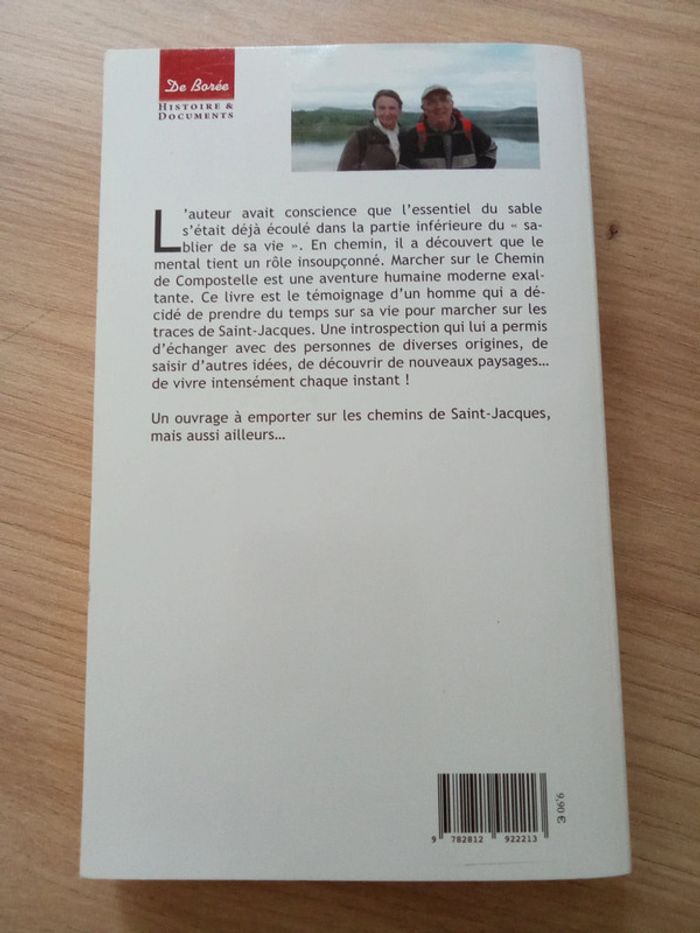 De Borée
HISTOIRE &
DOCUMENTS
L'auteur avait conscience que l'essentiel du sable
s'était déjà écoulé dans la partie inférieure du « sa-
blier de sa vie ». En chemin, il a découvert que le
mental tient un rôle insoupçonné. Marcher sur le Chemin
de Compostelle est une aventure humaine moderne exal-
tante. Ce livre est le témoignage d'un homme qui a dé-
cidé de prendre du temps sur sa vie pour marcher sur les
traces de Saint-Jacques. Une introspection qui lui a permis
d'échanger avec des personnes de diverses origines, de
saisir d'autres idées, de découvrir de nouveaux paysages…
de vivre intensément chaque instant !
Un ouvrage à emporter sur les chemins de Saint-Jacques,
mais aussi ailleurs…
9 782812 922213
9,90 €